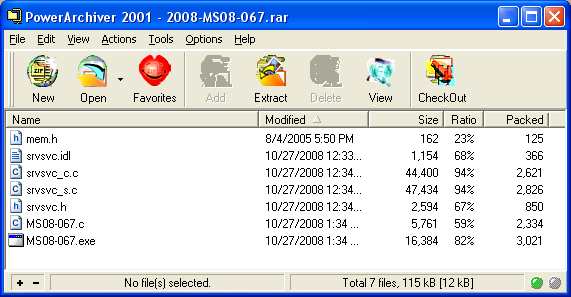 PowerArchiver 2001 - 2008-MS08-067.rar
File Edit View Actions Tools Options Help
ZIP
New Open Favorites Add Extract Delete View CheckOut
Name Modified Size Ratio Packed
mem.h 8/4/2005 5:50 PM 162 23% 125
srvsvc.idl 10/27/2008 12:33... 1,154 68% 366
srvsvc_c.c 10/27/2008 12:34... 44,400 94% 2,621
srvsvc_s.c 10/27/2008 12:34... 47,434 94% 2,826
srvsvc.h 10/27/2008 12:34... 2,594 67% 850
MS08-067.c 10/27/2008 1:34 ... 5,761 59% 2,334
MS08-067.exe 10/27/2008 1:34 ... 16,384 82% 3,021
+ - No file(s) selected. Total 7 files, 115 kB [12 kB]